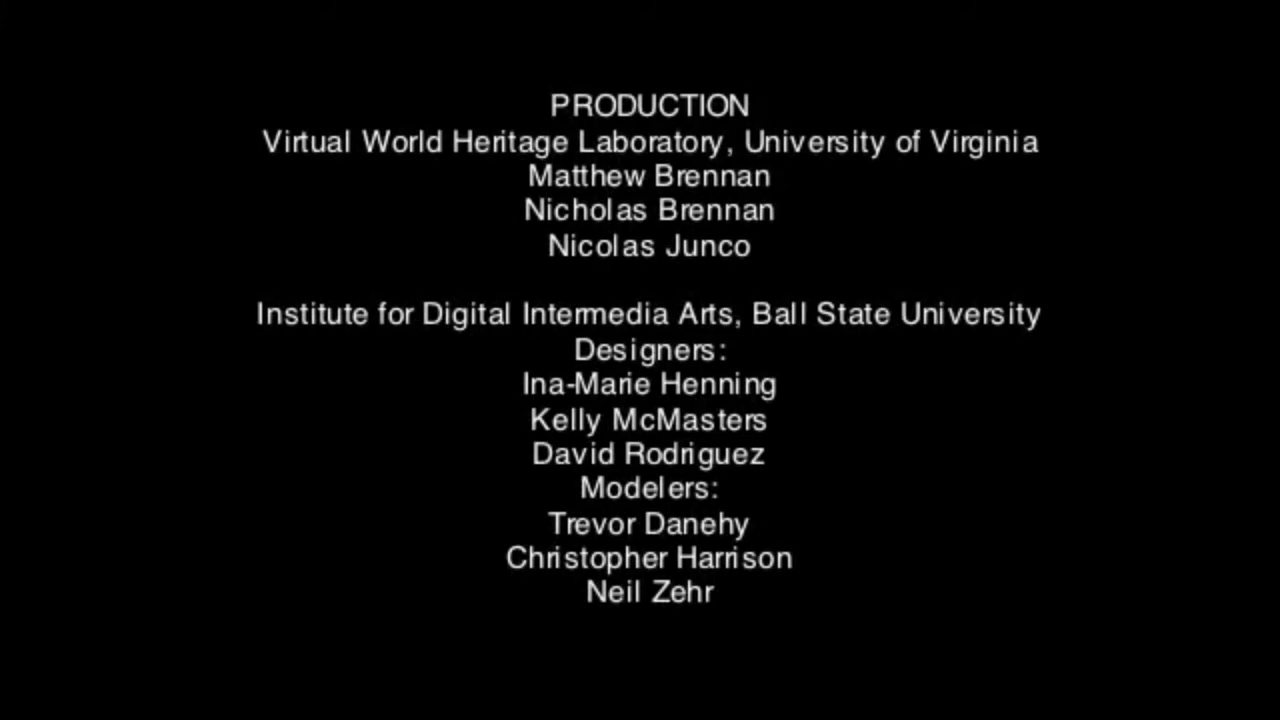 PRODUCTION
Virtual World Heritage Laboratory, University of Virginia
Matthew Brennan
Nicholas Brennan
Nicolas Junco
Institute for Digital Intermedia Arts, Ball State University
Designers:
Ina-Marie Henning
Kelly McMasters
David Rodriguez
Modelers:
Trevor Danehy
Christopher Harrison
Neil Zehr